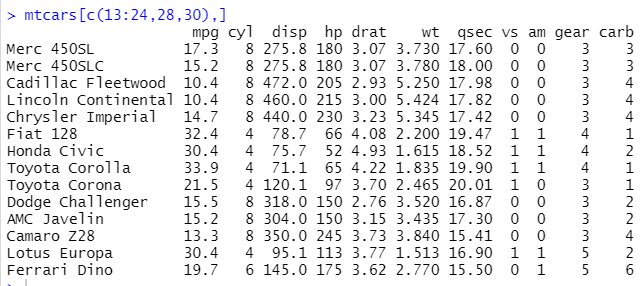 > mtcars[c(13:24,28,30),]
                     mpg cyl  disp  hp drat    wt  qsec vs am gear carb
Merc 450SL          17.3   8 275.8 180 3.07 3.730 17.60  0  0    3    3
Merc 450SLC         15.2   8 275.8 180 3.07 3.780 18.00  0  0    3    3
Cadillac Fleetwood  10.4   8 472.0 205 2.93 5.250 17.98  0  0    3    4
Lincoln Continental 10.4   8 460.0 215 3.00 5.424 17.82  0  0    3    4
Chrysler Imperial   14.7   8 440.0 230 3.23 5.345 17.42  0  0    3    4
Fiat 128            32.4   4  78.7  66 4.08 2.200 19.47  1  1    4    1
Honda Civic         30.4   4  75.7  52 4.93 1.615 18.52  1  1    4    2
Toyota Corolla      33.9   4  71.1  65 4.22 1.835 19.90  1  1    4    1
Toyota Corona       21.5   4 120.1  97 3.70 2.465 20.01  1  0    3    1
Dodge Challenger    15.5   8 318.0 150 2.76 3.520 16.87  0  0    3    2
AMC Javelin         15.2   8 304.0 150 3.15 3.435 17.30  0  0    3    2
Camaro Z28          13.3   8 350.0 245 3.73 3.840 15.41  0  0    3    4
Lotus Europa        30.4   4  95.1 113 3.77 1.513 16.90  1  1    5    2
Ferrari Dino        19.7   6 145.0 175 3.62 2.770 15.50  0  1    5    6